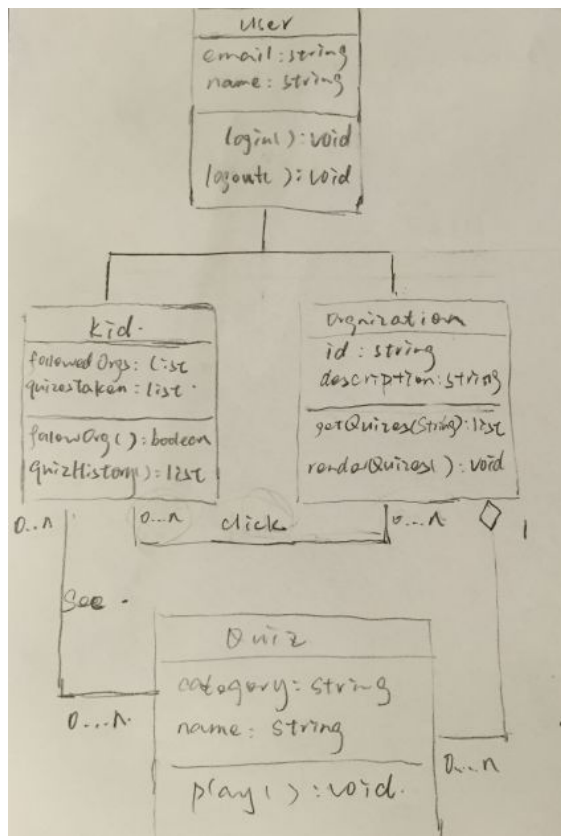 User
email : string
name : string
login( ) : void
logout( ) : void
Kid.
followedOrgs : list
quizesTaken : list
followOrg( ) : boolean
quizHistory( ) : list
Orgnization
id : string
description : string
getQuizes(String) : list
renderQuizes( ) : void
0...n
0...n
click
0...n
1
See
Quiz
category : string
name : string
play( ) : void.
0...n.
0...n